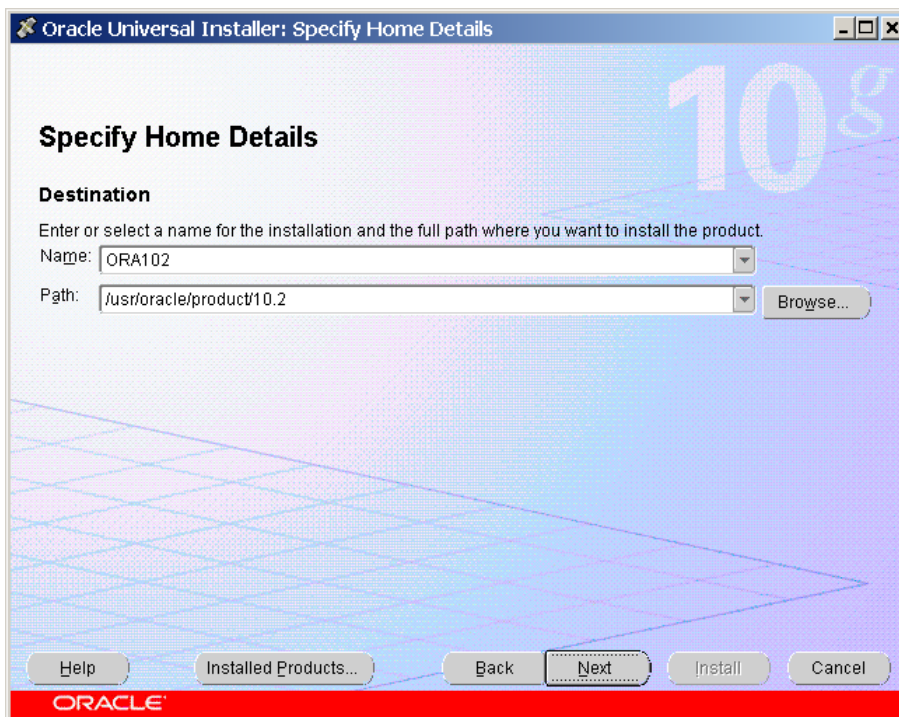 Oracle Universal Installer: Specify Home Details
10g
Specify Home Details
Destination
Enter or select a name for the installation and the full path where you want to install the product.
Name: ORA102
Path: /usr/oracle/product/10.2 Browse...
Help Installed Products... Back Next Install Cancel
ORACLE